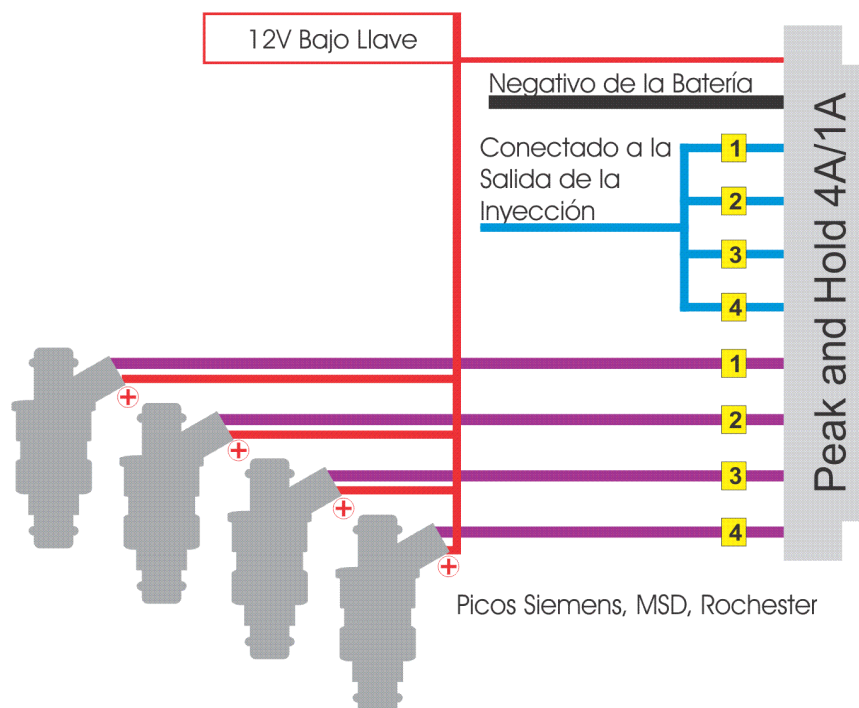 12V Bajo Llave
Negativo de la Batería
Conectado a la
Salida de la
Inyección
1
2
3
4
1
2
3
4
Peak and Hold 4A/1A
+
+
+
+
Picos Siemens, MSD, Rochester